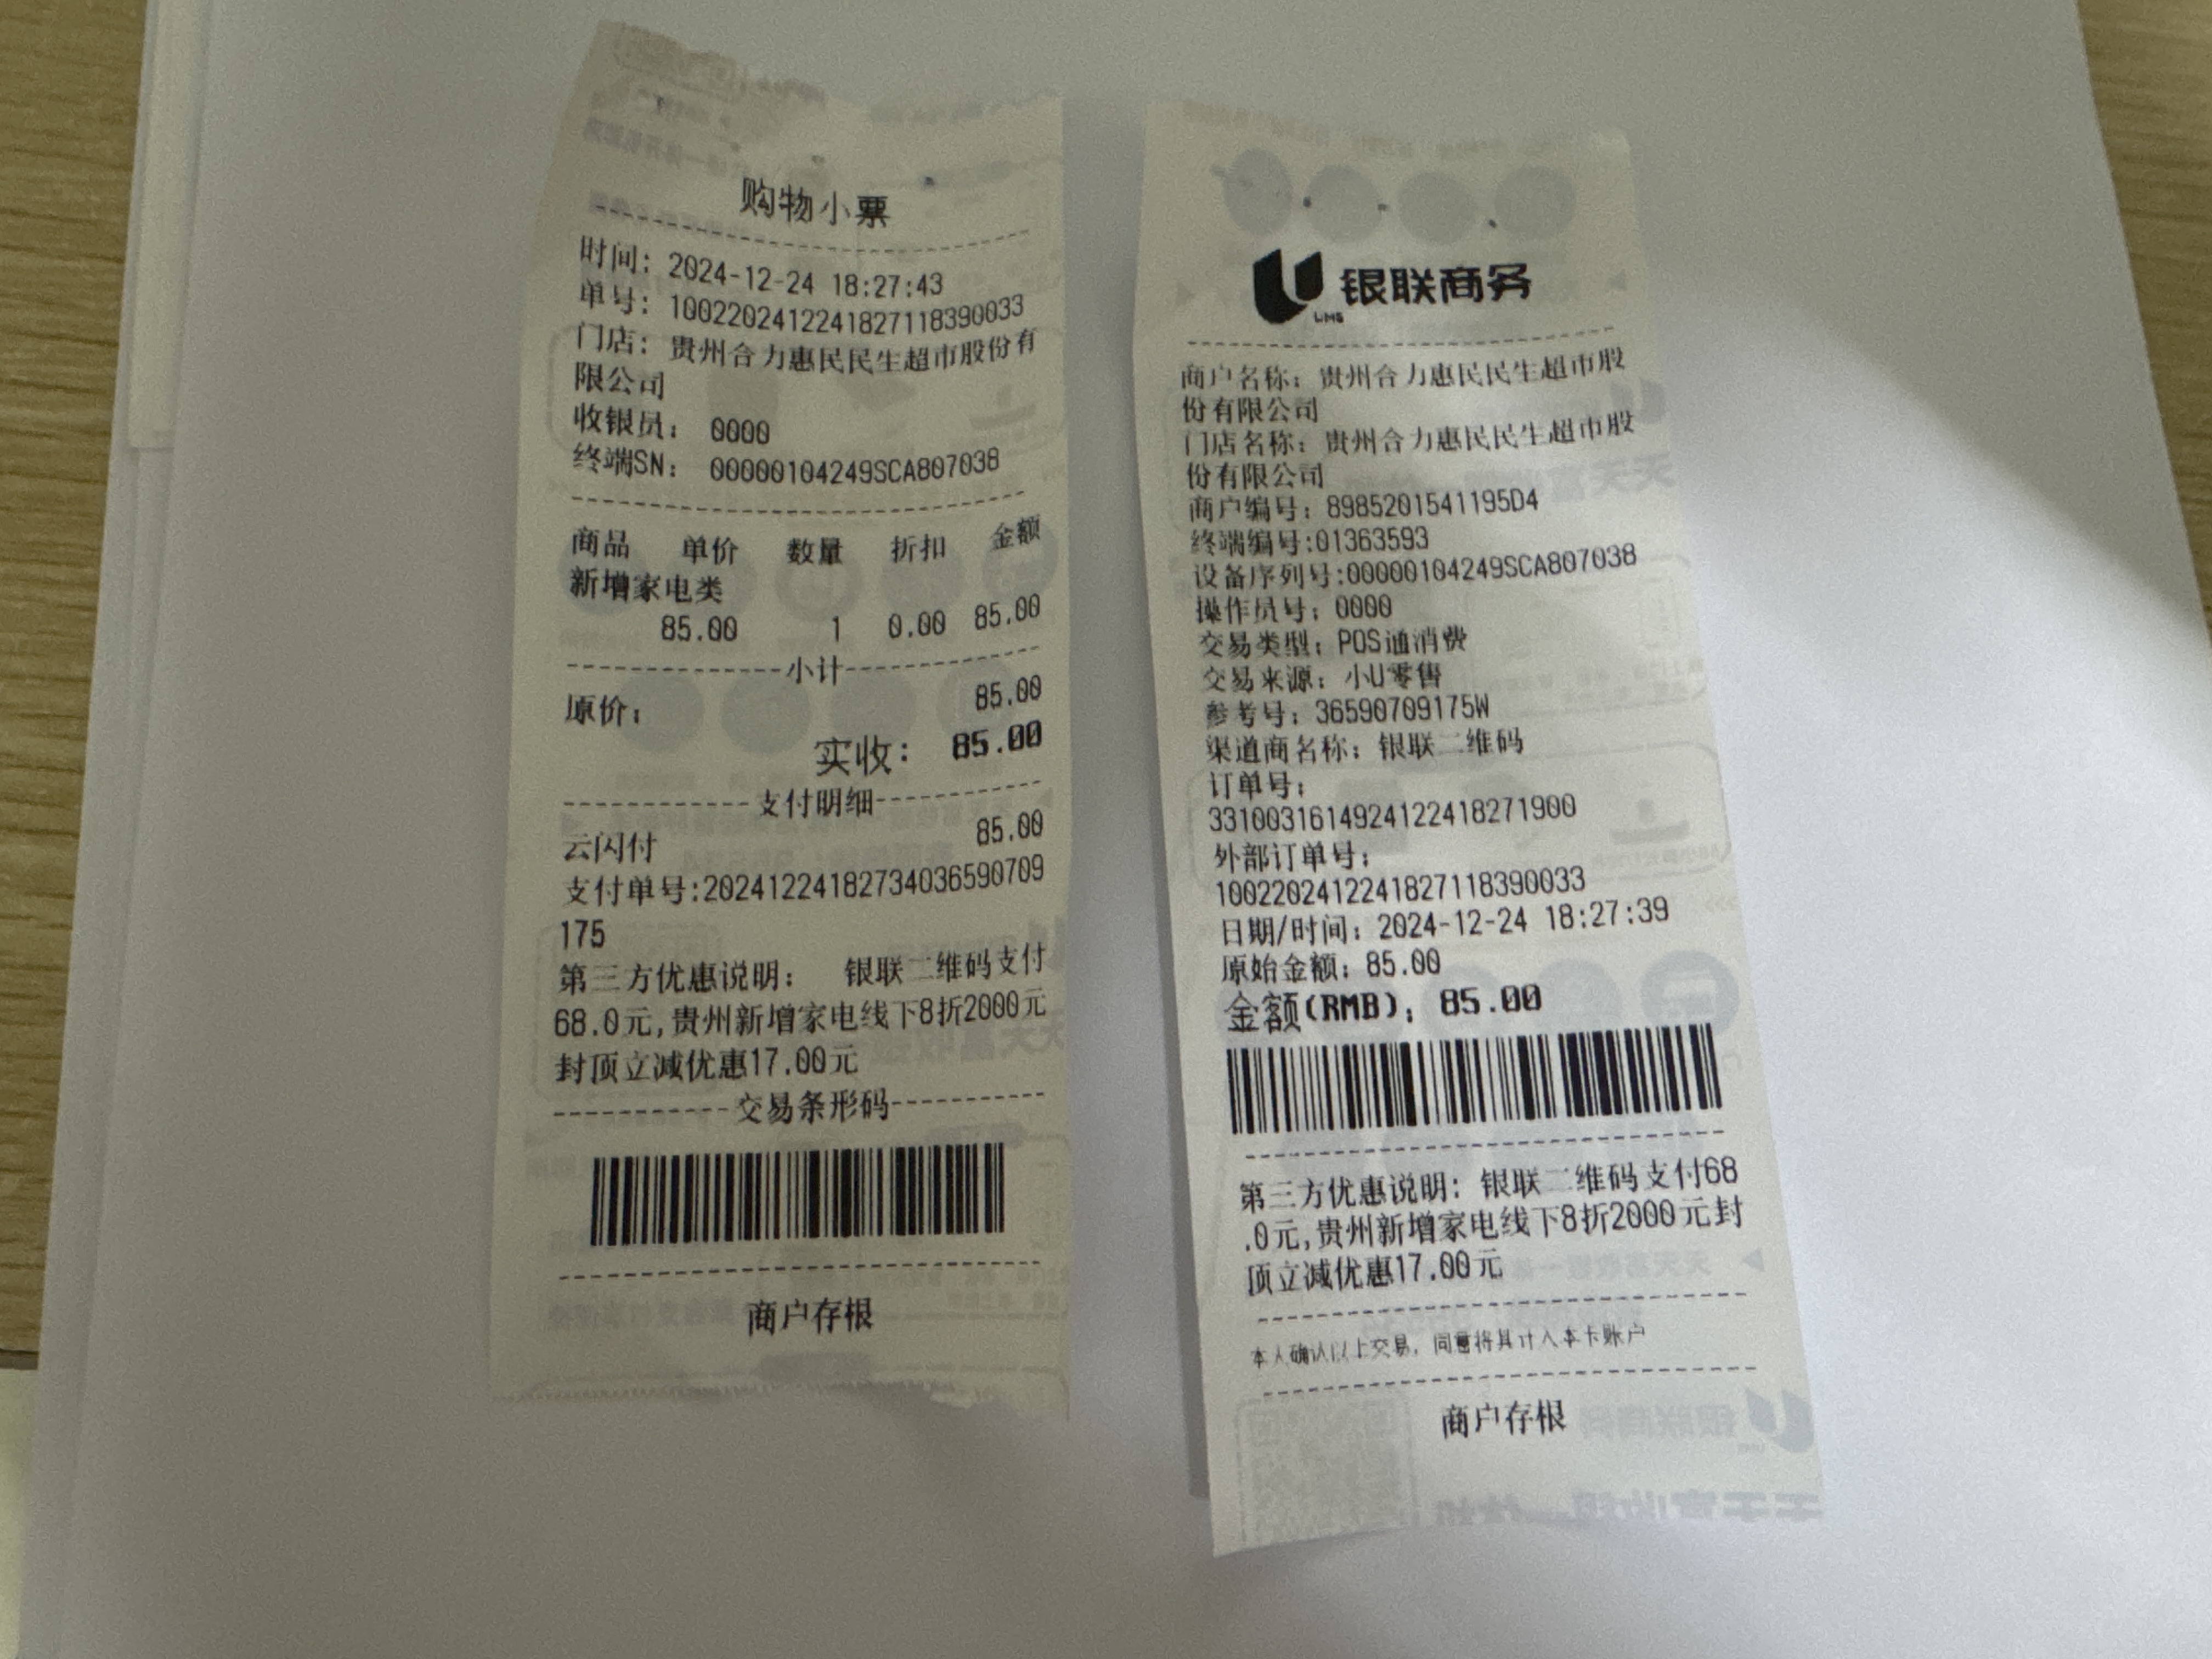 购物小票
时间：2024-12-24 18:27:43
单号：1002202412241827118390033
门店：贵州合力惠民民生超市股份有
限公司
收银员：0000
终端SN：00000104249SCA807038
商品 单价 数量 折扣 金额
新增家电类
85.00 1 0.00 85.00
小计
原价： 85.00
实收： 85.00
支付明细
云闪付 85.00
支付单号:20241224182734036590709
175
第三方优惠说明： 银联二维码支付
68.0元,贵州新增家电线下8折2000元
封顶立减优惠17.00元
交易条形码
商户存根
银联商务
UMS
商户名称：贵州合力惠民民生超市股
份有限公司
门店名称：贵州合力惠民民生超市股
份有限公司
商户编号：8985201541195D4
终端编号:01363593
设备序列号:00000104249SCA807038
操作员号：0000
交易类型：POS通消费
交易来源：小U零售
参考号：36590709175W
渠道商名称：银联二维码
订单号：
3310031614924122418271900
外部订单号：
1002202412241827118390033
日期/时间：2024-12-24 18:27:39
原始金额：85.00
金额(RMB)：85.00
第三方优惠说明：银联二维码支付68
.0元,贵州新增家电线下8折2000元封
顶立减优惠17.00元
本人确认以上交易，同意将其计入本卡账户
商户存根